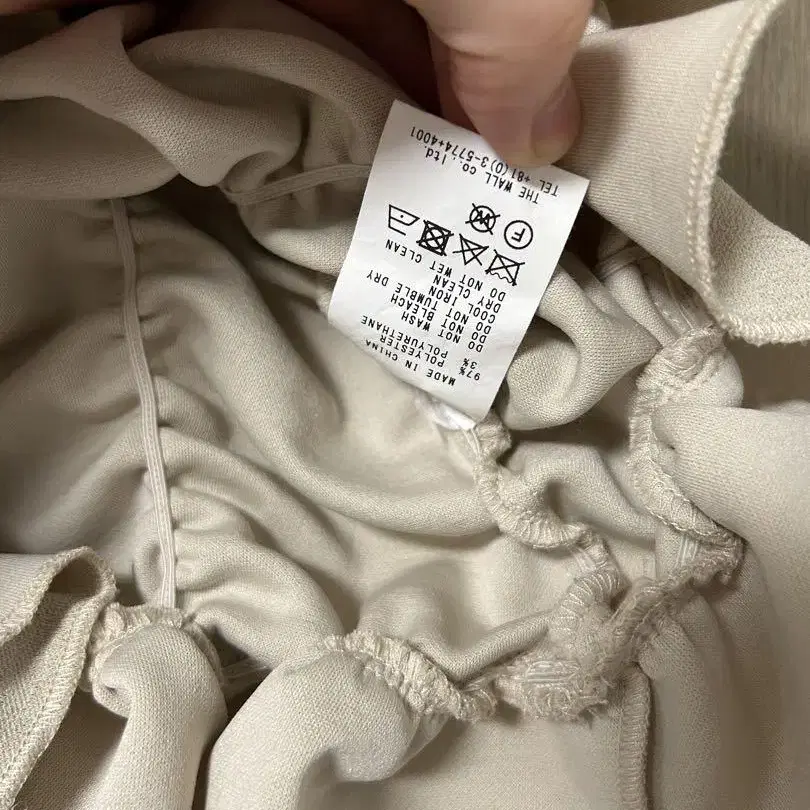 MADE IN CHINA
97% POLYESTER
3% POLYURETHANE
DO NOT WASH
DO NOT BLEACH
DO NOT TUMBLE DRY
COOL IRON
DRY CLEAN
DO NOT WET CLEAN
F W
THE WALL co., ltd.
TEL +81(0)3-5774+4001